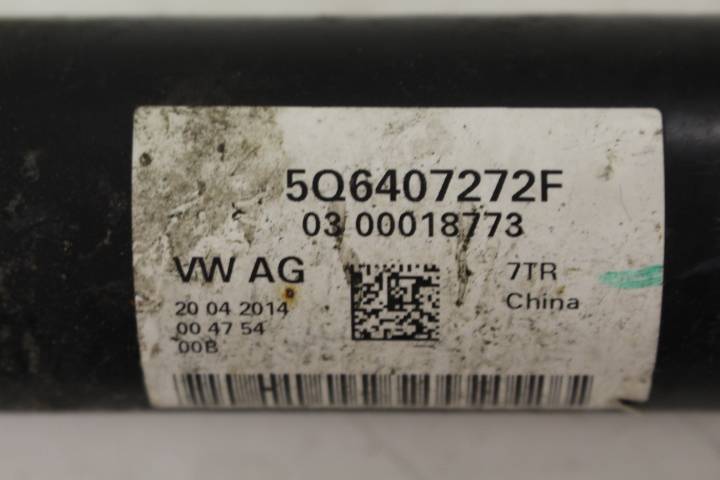 5Q6407272F
03 00018773
VW AG
7TR
China
20 04 2014
00 47 54
00B
H